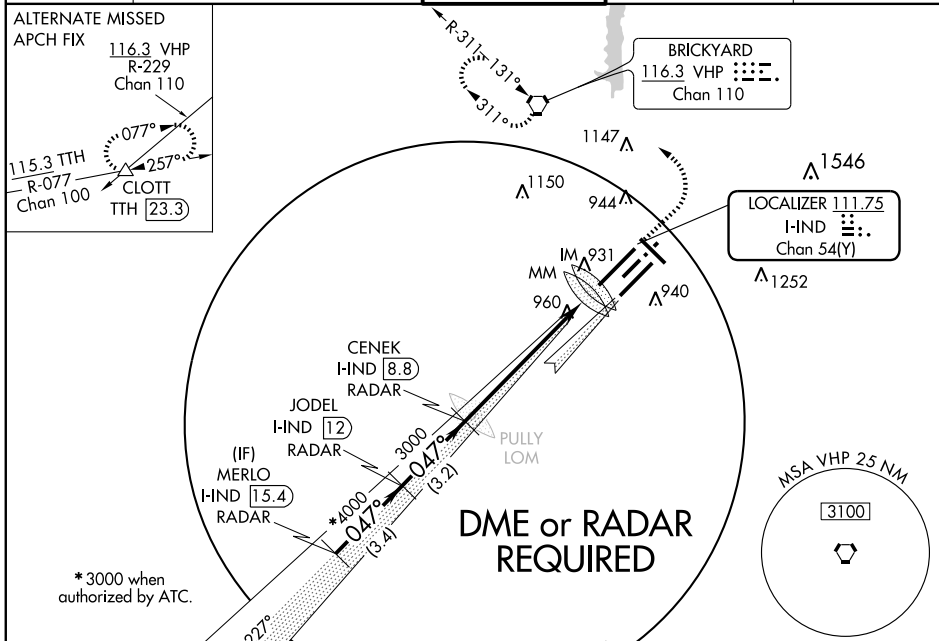 ALTERNATE MISSED
APCH FIX
116.3 VHP
R-229
Chan 110
077°
257°
115.3 TTH
R-077
Chan 100
CLOTT
TTH 23.3
R-311
131°
311°
BRICKYARD
116.3 VHP
Chan 110
1147
1546
1150
944
LOCALIZER 111.75
I-IND
Chan 54(Y)
IM
931
MM
1252
940
960
CENEK
I-IND 8.8
RADAR
JODEL
I-IND 12
RADAR
3000
047°
(3.2)
PULLY
LOM
(IF)
MERLO
I-IND 15.4
RADAR
*4000
047°
(3.4)
DME or RADAR
REQUIRED
MSA VHP 25 NM
3100
* 3000 when
authorized by ATC.
227°